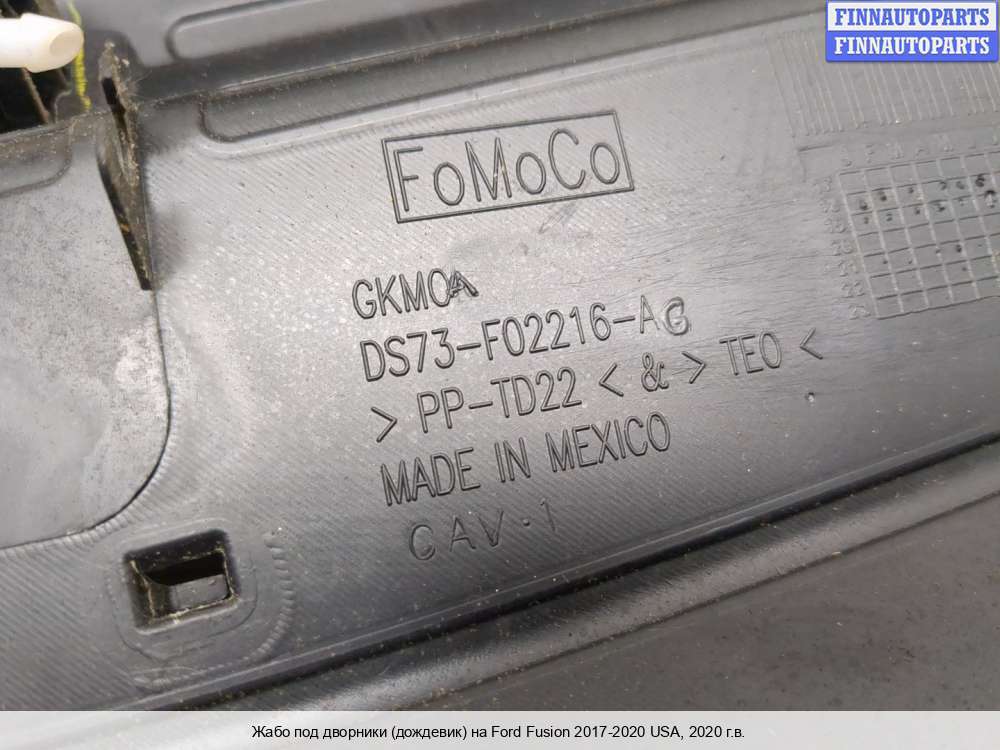 FINNAUTOPARTS
FINNAUTOPARTS
FoMoCo
GKM0A
DS73-F02216-AG
> PP-TD22 < & > TEO <
MADE IN MEXICO
CAV·1
Жабо под дворники (дождевик) на Ford Fusion 2017-2020 USA, 2020 г.в.